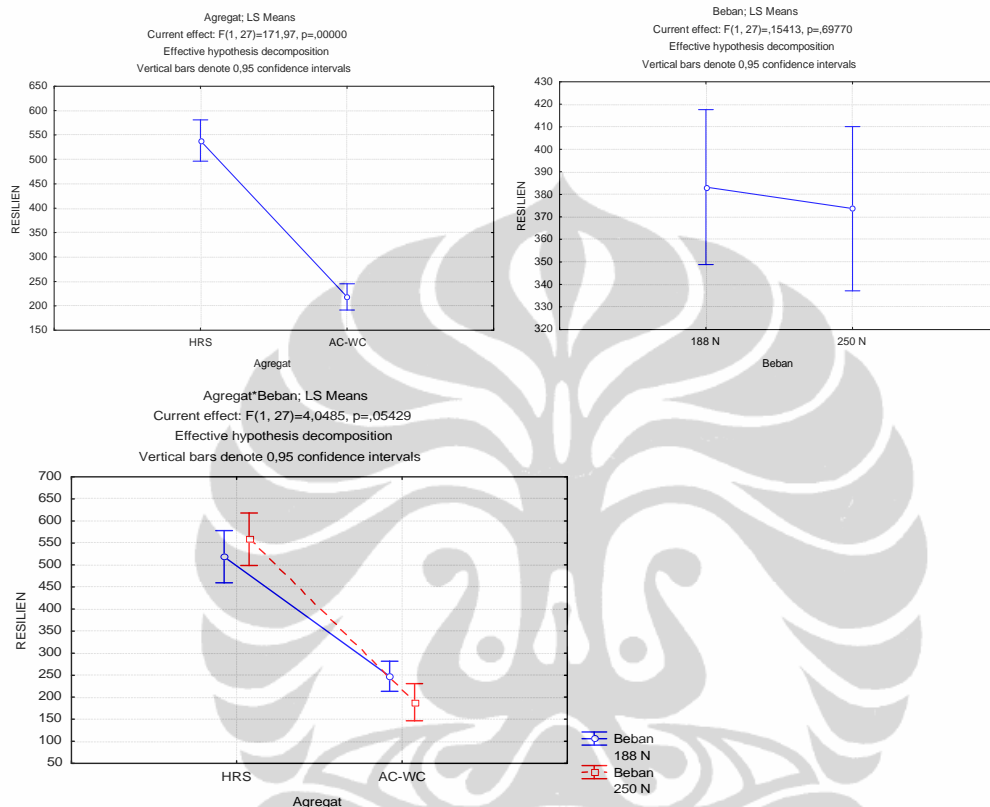 Agregat; LS Means
Current effect: F(1, 27)=171,97, p=,00000
Effective hypothesis decomposition
Vertical bars denote 0,95 confidence intervals
650
600
550
500
450
400
350
300
250
200
150
RESILIEN
HRS AC-WC
Agregat
Beban; LS Means
Current effect: F(1, 27)=,15413, p=,69770
Effective hypothesis decomposition
Vertical bars denote 0,95 confidence intervals
430
420
410
400
390
380
370
360
350
340
330
320
RESILIEN
188 N 250 N
Beban
Agregat*Beban; LS Means
Current effect: F(1, 27)=4,0485, p=,05429
Effective hypothesis decomposition
Vertical bars denote 0,95 confidence intervals
700
650
600
550
500
450
400
350
300
250
200
150
100
50
RESILIEN
HRS AC-WC
Agregat
Beban
188 N
Beban
250 N